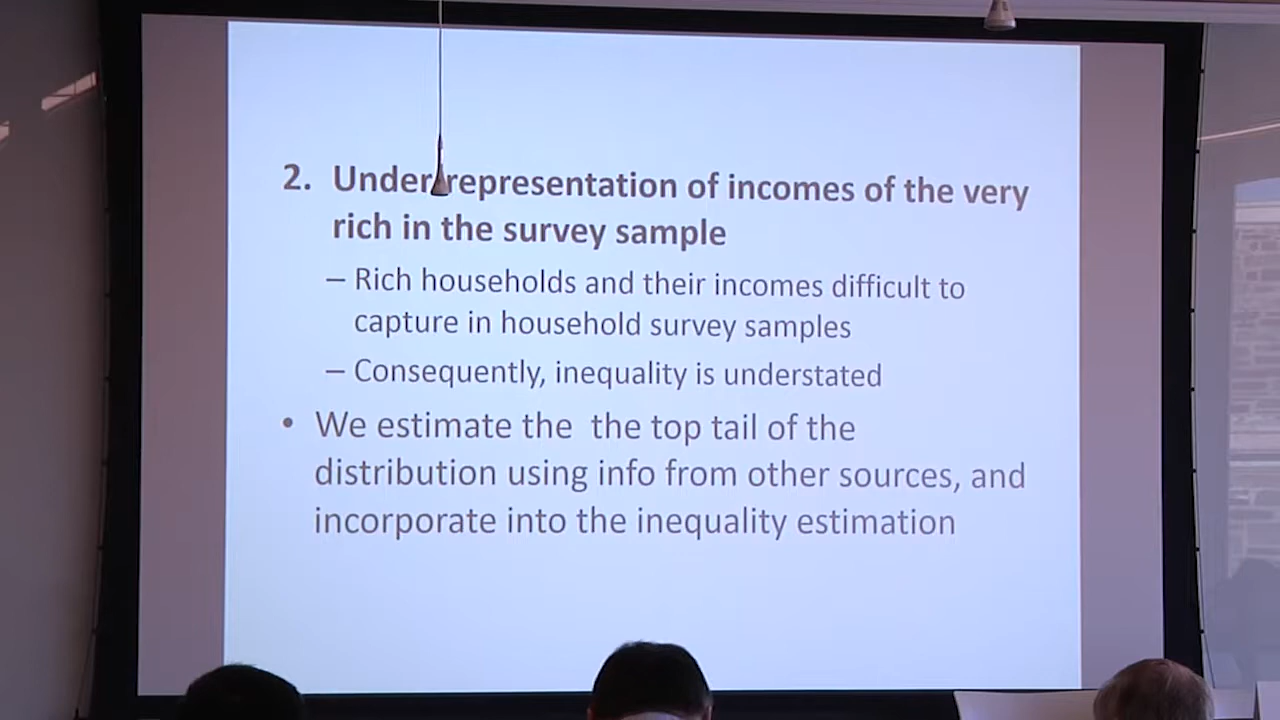 2. Under representation of incomes of the very
rich in the survey sample
– Rich households and their incomes difficult to
capture in household survey samples
– Consequently, inequality is understated
• We estimate the the top tail of the
distribution using info from other sources, and
incorporate into the inequality estimation